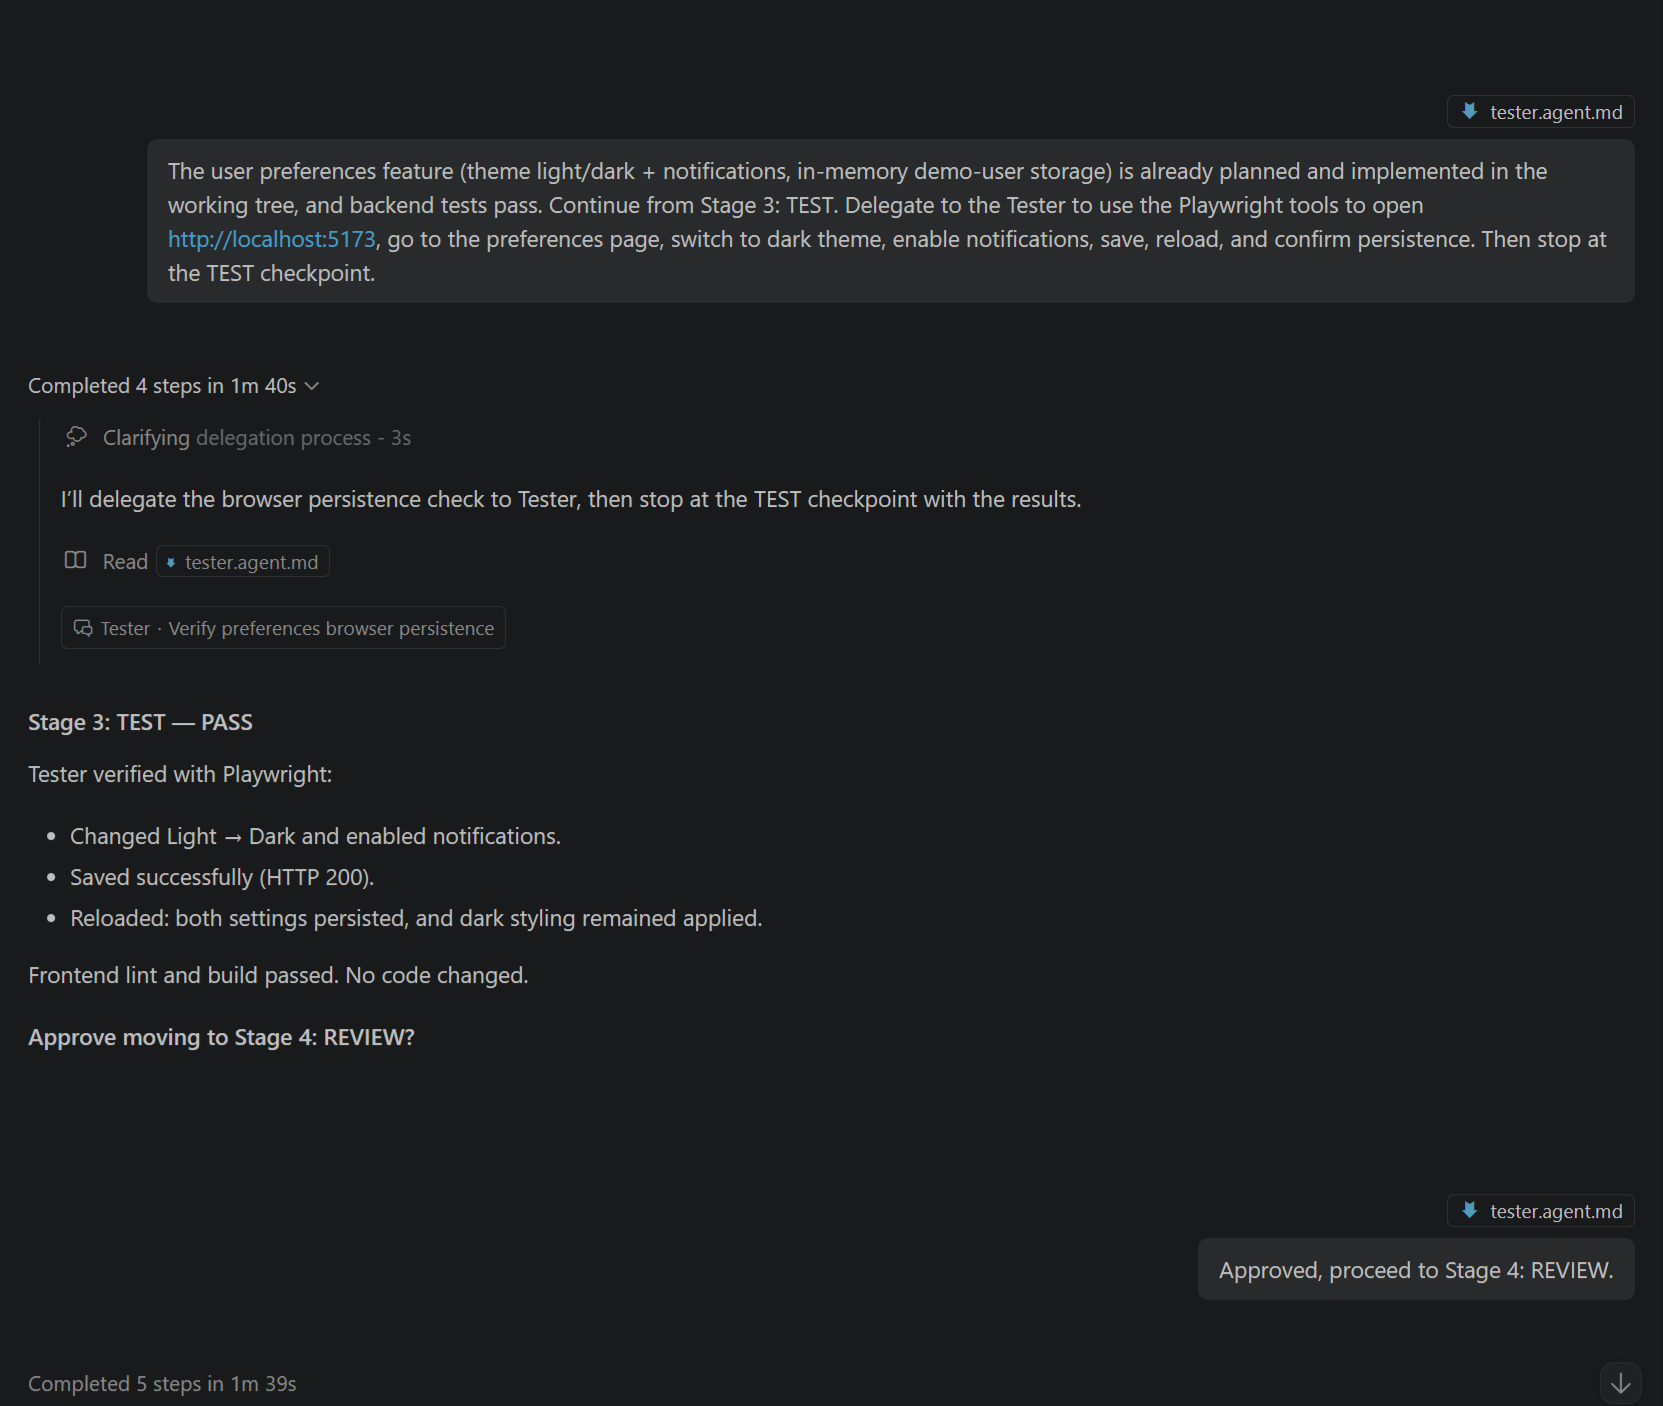 tester.agent.md
The user preferences feature (theme light/dark + notifications, in-memory demo-user storage) is already planned and implemented in the
working tree, and backend tests pass. Continue from Stage 3: TEST. Delegate to the Tester to use the Playwright tools to open
http://localhost:5173, go to the preferences page, switch to dark theme, enable notifications, save, reload, and confirm persistence. Then stop at
the TEST checkpoint.
Completed 4 steps in 1m 40s
Clarifying delegation process - 3s
I’ll delegate the browser persistence check to Tester, then stop at the TEST checkpoint with the results.
Read tester.agent.md
Tester · Verify preferences browser persistence
Stage 3: TEST — PASS
Tester verified with Playwright:
• Changed Light → Dark and enabled notifications.
• Saved successfully (HTTP 200).
• Reloaded: both settings persisted, and dark styling remained applied.
Frontend lint and build passed. No code changed.
Approve moving to Stage 4: REVIEW?
tester.agent.md
Approved, proceed to Stage 4: REVIEW.
Completed 5 steps in 1m 39s